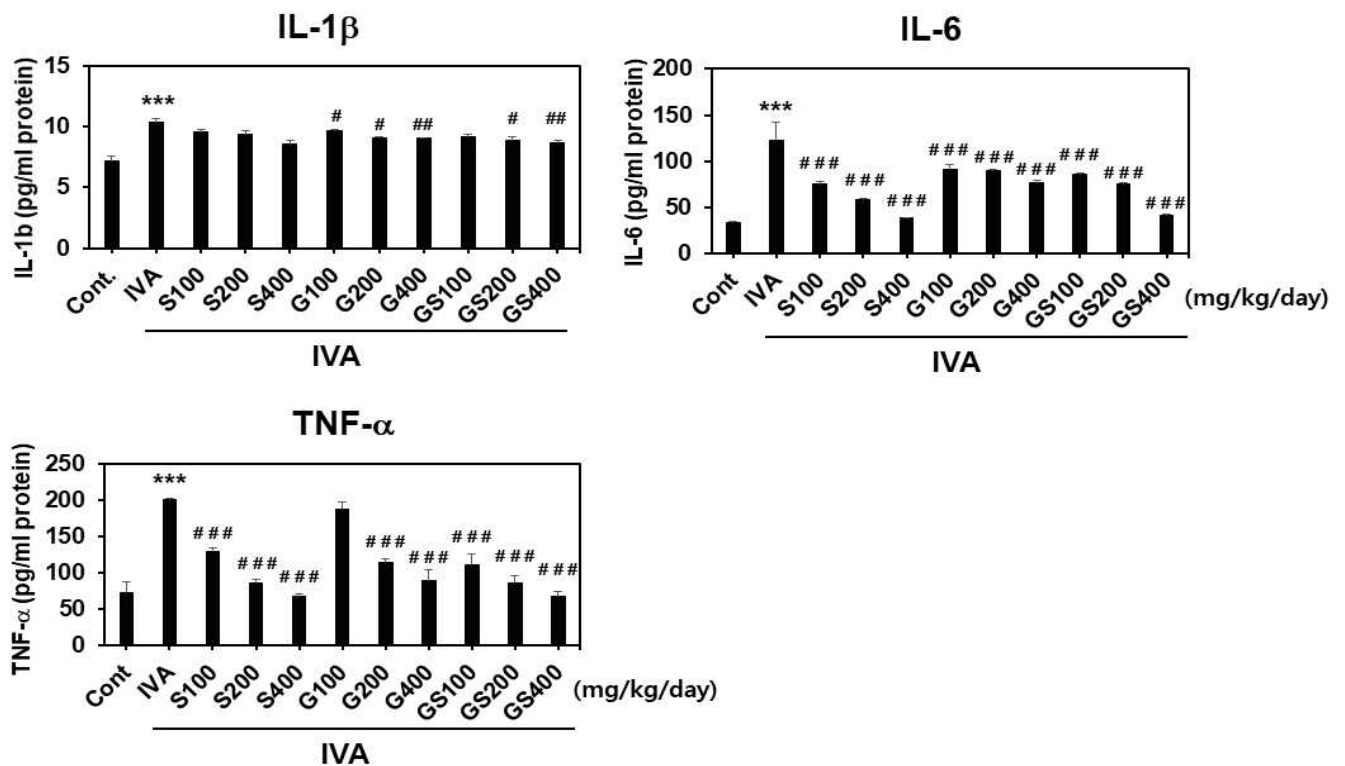 IL-1β
IL-1b (pg/ml protein)
15
10
5
0
***
#
#
##
#
##
Cont.
IVA
S100
S200
S400
G100
G200
G400
GS100
GS200
GS400
IVA
IL-6
IL-6 (pg/ml protein)
200
150
100
50
0
***
###
###
###
###
###
###
###
###
###
Cont
IVA
S100
S200
S400
G100
G200
G400
GS100
GS200
GS400
(mg/kg/day)
IVA
TNF-α
TNF-α (pg/ml protein)
250
200
150
100
50
0
***
###
###
###
###
###
###
###
###
Cont
IVA
S100
S200
S400
G100
G200
G400
GS100
GS200
GS400
(mg/kg/day)
IVA